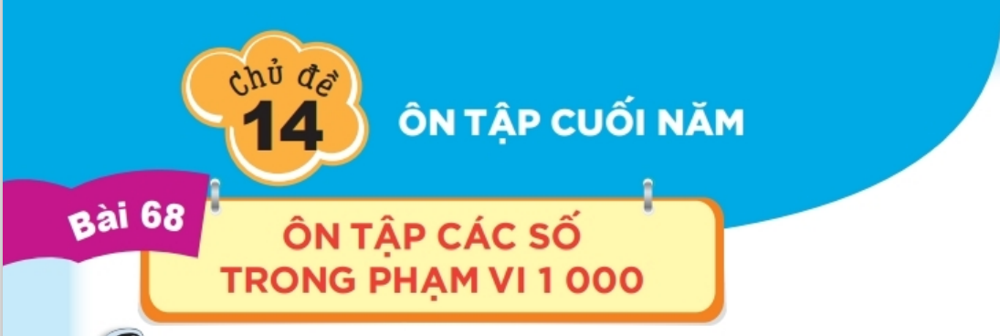 Chủ đề
14
ÔN TẬP CUỐI NĂM
Bài 68
ÔN TẬP CÁC SỐ
TRONG PHẠM VI 1 000